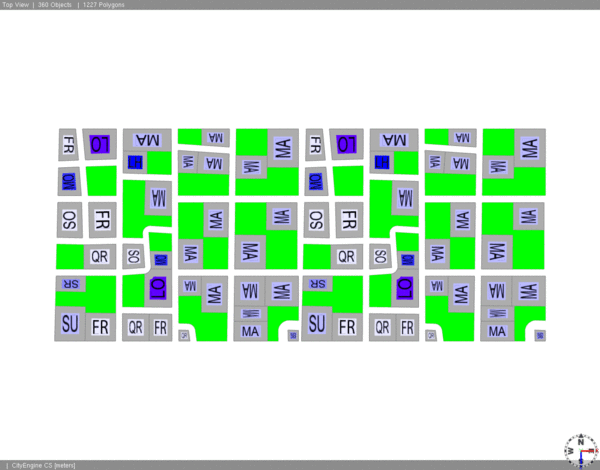 Top View | 360 Objects | 1227 Polygons
FR LO MA MA MA FR LO MA MA MA
MA MA MA MA MA MA
MA MA
OS FR MA MA OS FR MA MA
QR SO MA MA QR SO MA MA
SR LO MA MA MA MA SR LO MA MA MA MA
SU FR QR FR MA SU FR QR FR MA
| CityEngine CS [meters]
N
W